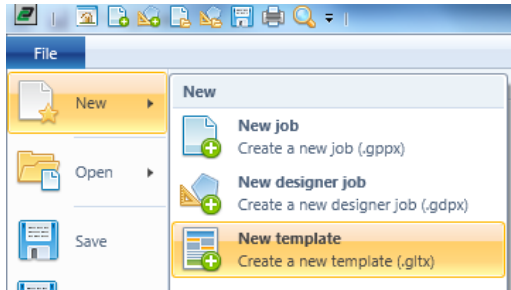 File
New
New
New job
Create a new job (.gppx)
Open
New designer job
Create a new designer job (.gdpx)
Save
New template
Create a new template (.gltx)